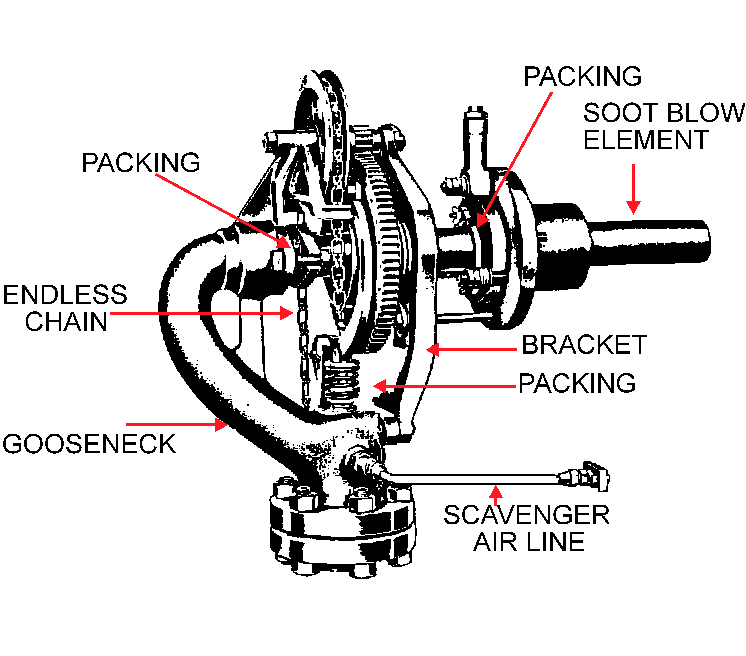 PACKING
SOOT BLOW
ELEMENT
PACKING
ENDLESS
CHAIN
BRACKET
PACKING
GOOSENECK
SCAVENGER
AIR LINE